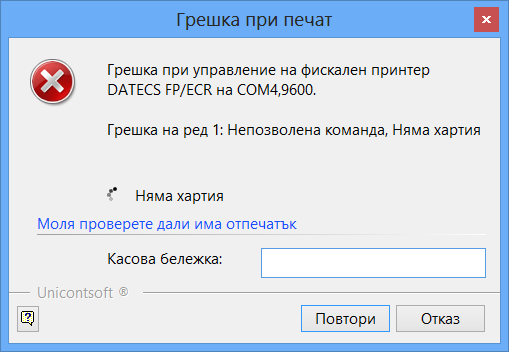 Грешка при печат
Грешка при управление на фискален принтер
DATECS FP/ECR на COM4,9600.
Грешка на ред 1: Непозволена команда, Няма хартия
Няма хартия
Моля проверете дали има отпечатък
Касова бележка:
Unicontsoft ®
Повтори
Отказ